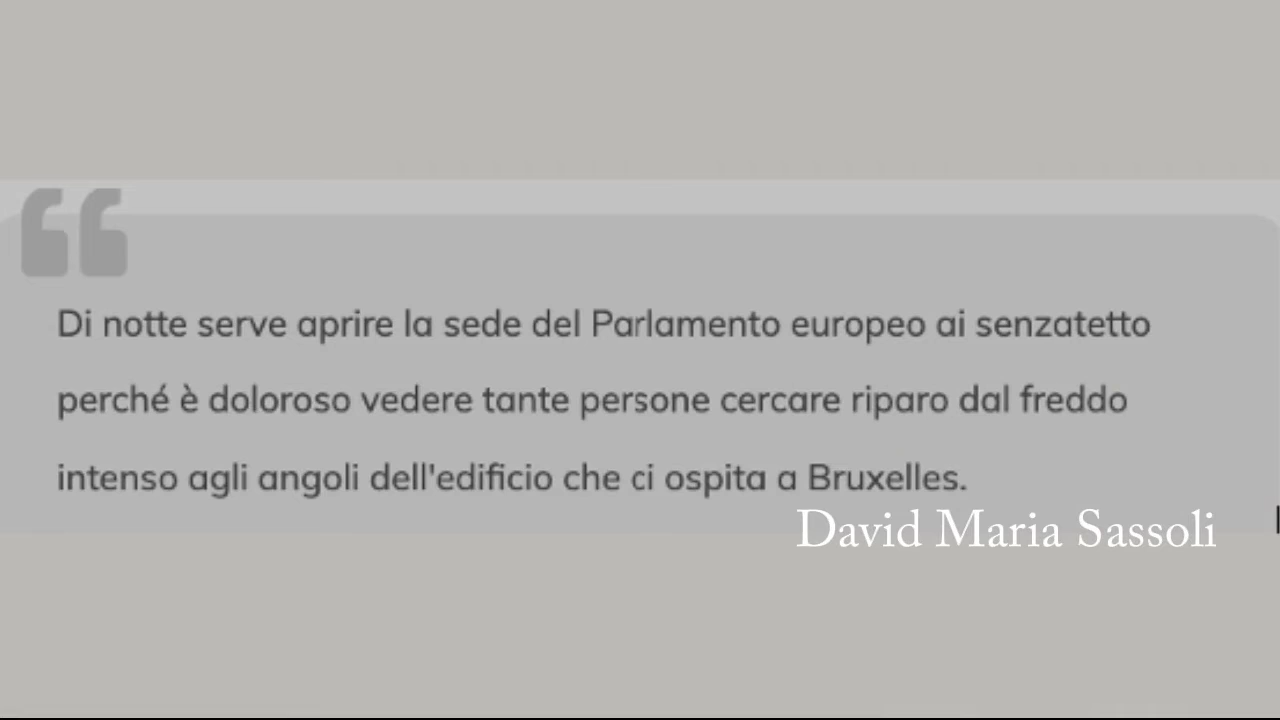 Di notte serve aprire la sede del Parlamento europeo ai senzatetto
perché è doloroso vedere tante persone cercare riparo dal freddo
intenso agli angoli dell'edificio che ci ospita a Bruxelles.
David Maria Sassoli